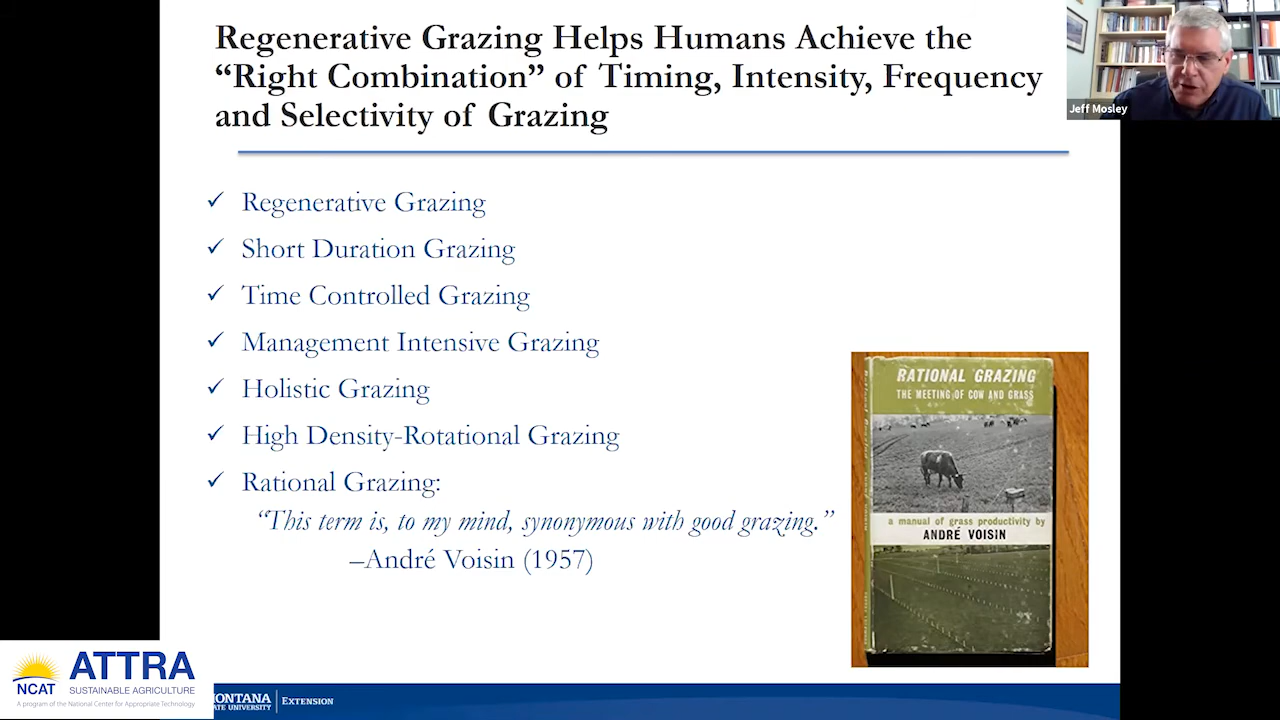 Regenerative Grazing Helps Humans Achieve the
“Right Combination” of Timing, Intensity, Frequency
and Selectivity of Grazing
Jeff Mosley
✓ Regenerative Grazing
✓ Short Duration Grazing
✓ Time Controlled Grazing
✓ Management Intensive Grazing
✓ Holistic Grazing
✓ High Density-Rotational Grazing
✓ Rational Grazing:
“This term is, to my mind, synonymous with good grazing.”
–André Voisin (1957)
RATIONAL GRAZING
THE MEETING OF COW AND GRASS
a manual of grass productivity by
ANDRÉ VOISIN
NCAT
ATTRA
SUSTAINABLE AGRICULTURE
A program of the National Center for Appropriate Technology
MONTANA
ATE UNIVERSITY
EXTENSION